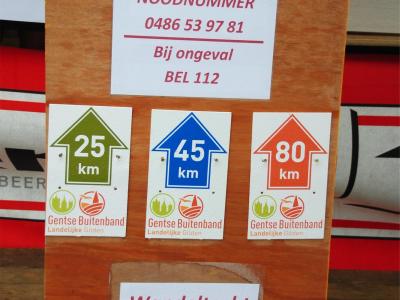 NOODNUMMER
0486 53 97 81
Bij ongeval
BEL 112
25
km
Gentse Buitenband
Landelijke Gilden
45
km
Gentse Buitenband
Landelijke Gilden
80
km
Gentse Buitenband
Landelijke Gilden
BEER